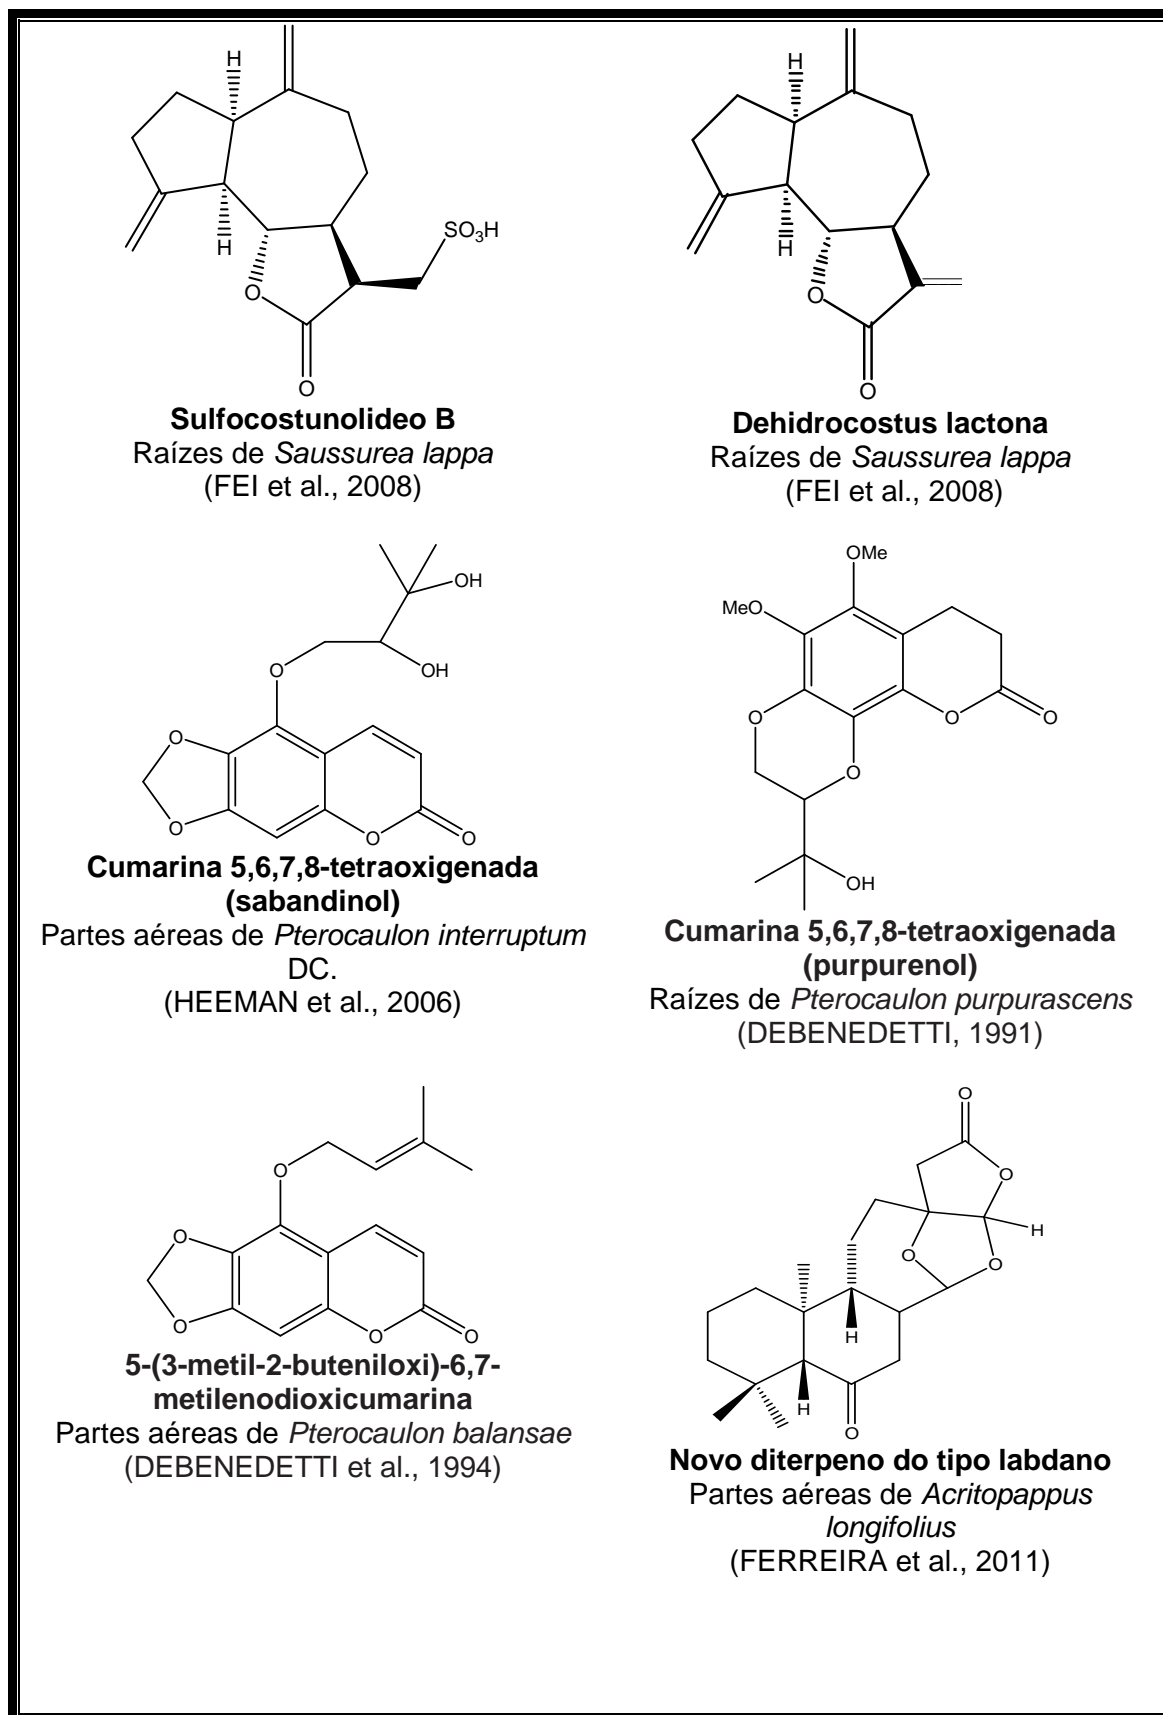 H
H
SO3H
O
O
Sulfocostunolideo B
Raízes de Saussurea lappa
(FEI et al., 2008)
H
H
O
O
Dehidrocostus lactona
Raízes de Saussurea lappa
(FEI et al., 2008)
OH
OH
O
O
O
O
O
Cumarina 5,6,7,8-tetraoxigenada
(sabandinol)
Partes aéreas de Pterocaulon interruptum
DC.
(HEEMAN et al., 2006)
OMe
MeO
O
O
O
O
OH
Cumarina 5,6,7,8-tetraoxigenada
(purpurenol)
Raízes de Pterocaulon purpurascens
(DEBENEDETTI, 1991)
O
O
O
O
O
5-(3-metil-2-buteniloxi)-6,7-
metilenodioxicumarina
Partes aéreas de Pterocaulon balansae
(DEBENEDETTI et al., 1994)
O
O
H
O
O
H
H
O
Novo diterpeno do tipo labdano
Partes aéreas de Acritopappus
longifolius
(FERREIRA et al., 2011)